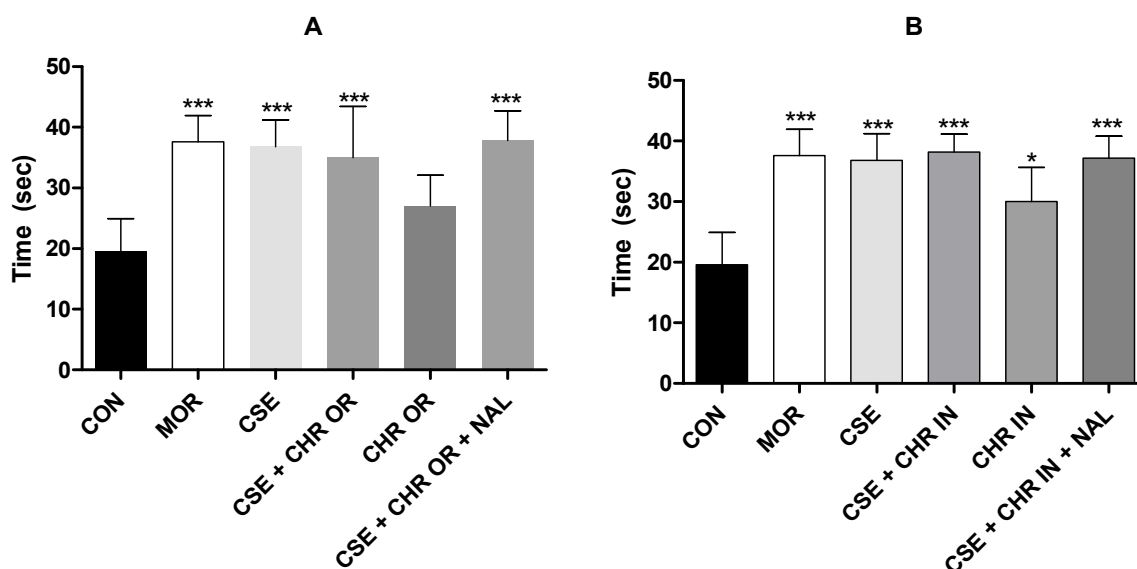 A
Time (sec)
50
40
30
20
10
0
***
***
***
***
CON
MOR
CSE
CSE + CHR OR
CHR OR
CSE + CHR OR + NAL
B
Time (sec)
50
40
30
20
10
0
***
***
***
*
***
CON
MOR
CSE
CSE + CHR IN
CHR IN
CSE + CHR IN + NAL